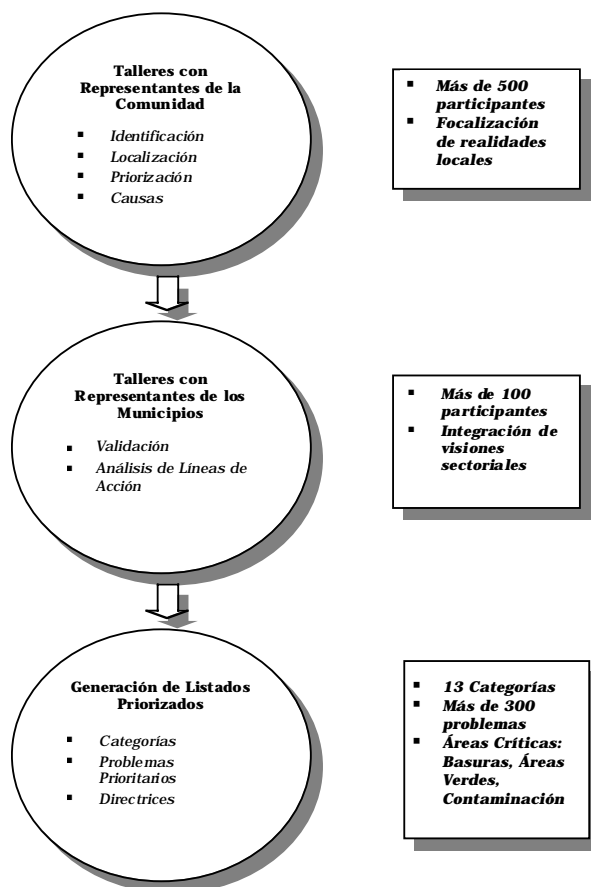 Talleres con
Representantes de la
Comunidad
▪ Identificación
▪ Localización
▪ Priorización
▪ Causas
▪ Más de 500
participantes
▪ Focalización
de realidades
locales
Talleres con
Representantes de los
Municipios
▪ Validación
▪ Análisis de Líneas de
Acción
▪ Más de 100
participantes
▪ Integración de
visiones
sectoriales
Generación de Listados
Priorizados
▪ Categorías
▪ Problemas
Prioritarios
▪ Directrices
▪ 13 Categorías
▪ Más de 300
problemas
▪ Áreas Críticas:
Basuras, Áreas
Verdes,
Contaminación